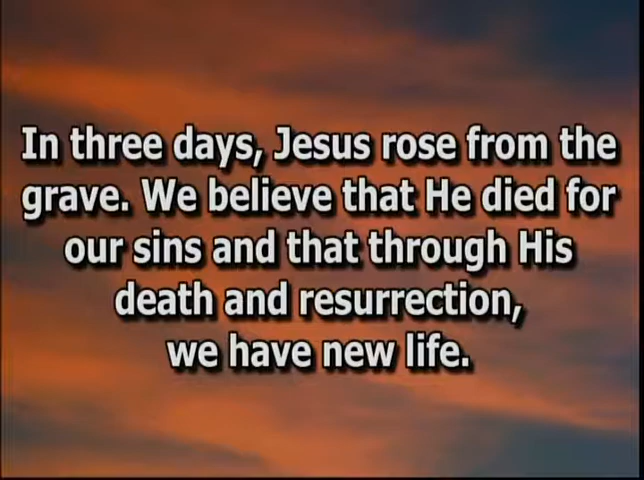 In three days, Jesus rose from the
grave. We believe that He died for
our sins and that through His
death and resurrection,
we have new life.